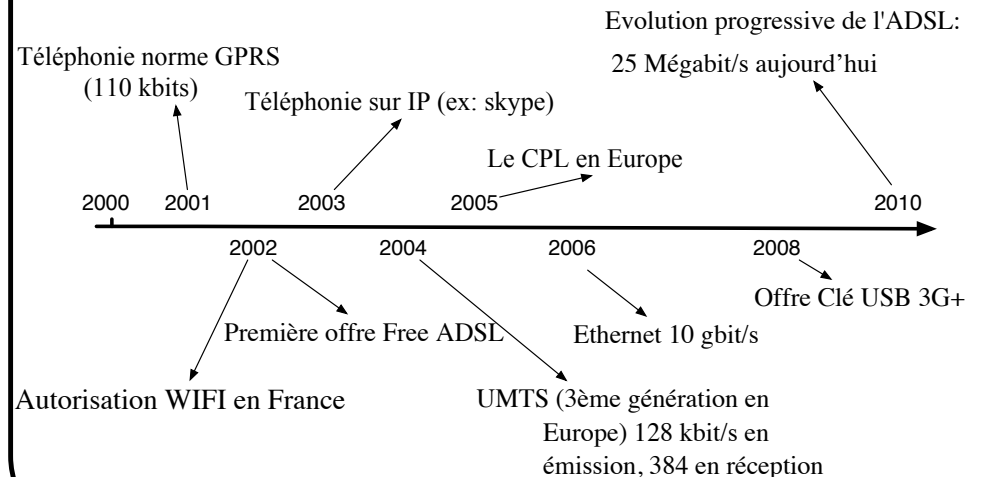 Evolution progressive de l'ADSL:
25 Mégabit/s aujourd'hui
Téléphonie norme GPRS
(110 kbits)
Téléphonie sur IP (ex: skype)
Le CPL en Europe
2000
2001
2003
2005
2010
2002
2004
2006
2008
Offre Clé USB 3G+
Première offre Free ADSL
Ethernet 10 gbit/s
Autorisation WIFI en France
UMTS (3ème génération en
Europe) 128 kbit/s en
émission, 384 en réception